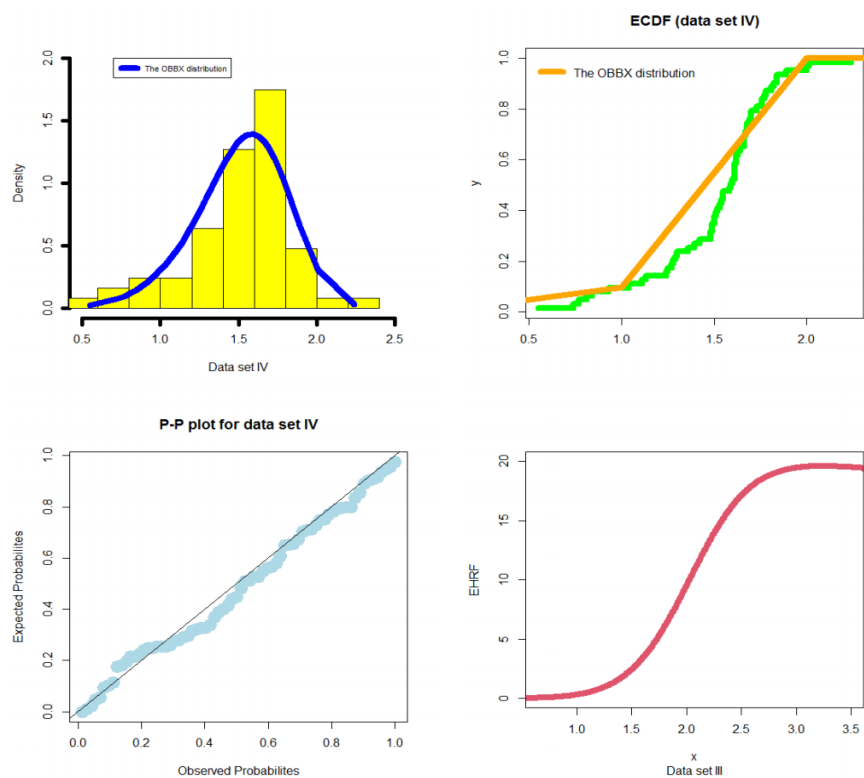 The OBBX distribution
2.0
1.5
1.0
0.5
0.0
Density
0.5 1.0 1.5 2.0 2.5
Data set IV
ECDF (data set IV)
The OBBX distribution
1.0
0.8
0.6
0.4
0.2
0.0
y
0.5 1.0 1.5 2.0
P-P plot for data set IV
1.0
0.8
0.6
0.4
0.2
0.0
Expected Probabilites
0.0 0.2 0.4 0.6 0.8 1.0
Observed Probabilites
20
15
10
5
0
EHRF
1.0 1.5 2.0 2.5 3.0 3.5
x
Data set III